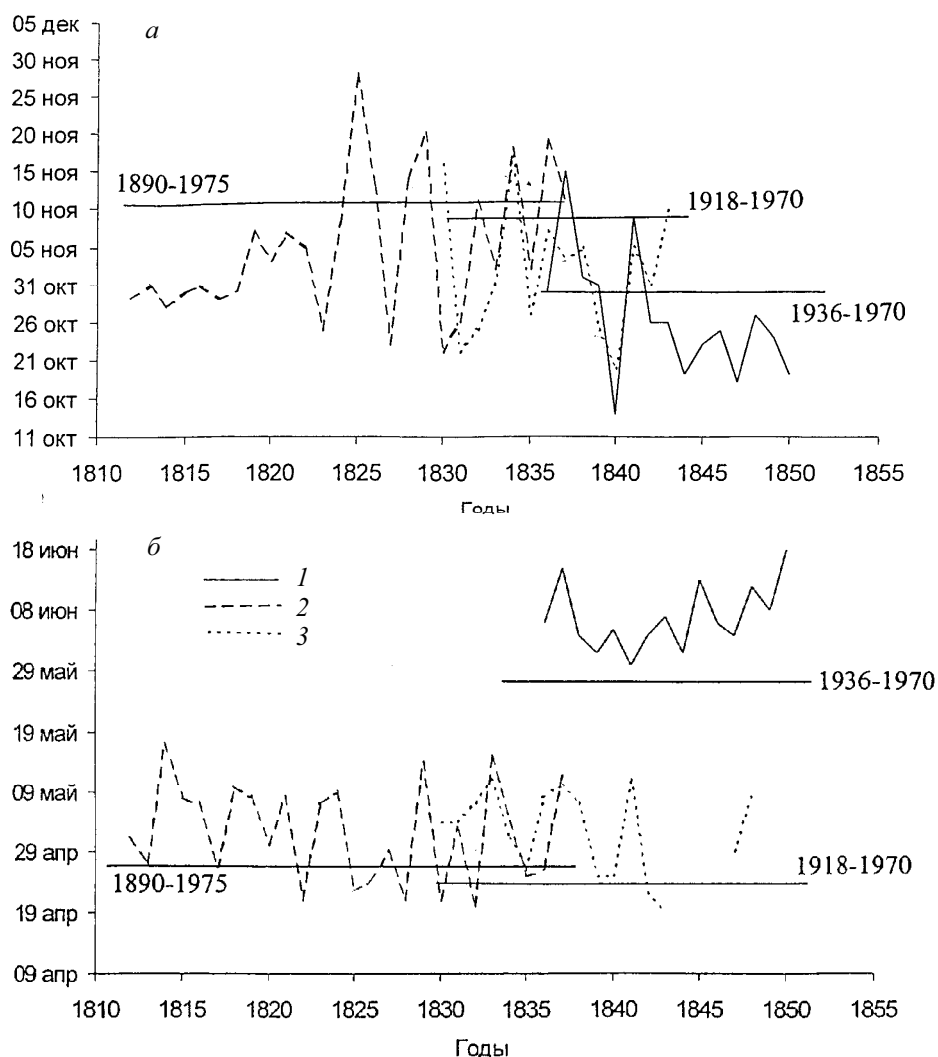 а
05 дек
30 ноя
25 ноя
20 ноя
15 ноя
10 ноя
05 ноя
31 окт
26 окт
21 окт
16 окт
11 окт
1890-1975
1918-1970
1936-1970
1810 1815 1820 1825 1830 1835 1840 1845 1850 1855
Годы
б
18 июн
08 июн
29 май
19 май
09 май
29 апр
19 апр
09 апр
1
2
3
1936-1970
1890-1975
1918-1970
1810 1815 1820 1825 1830 1835 1840 1845 1850 1855
Годы